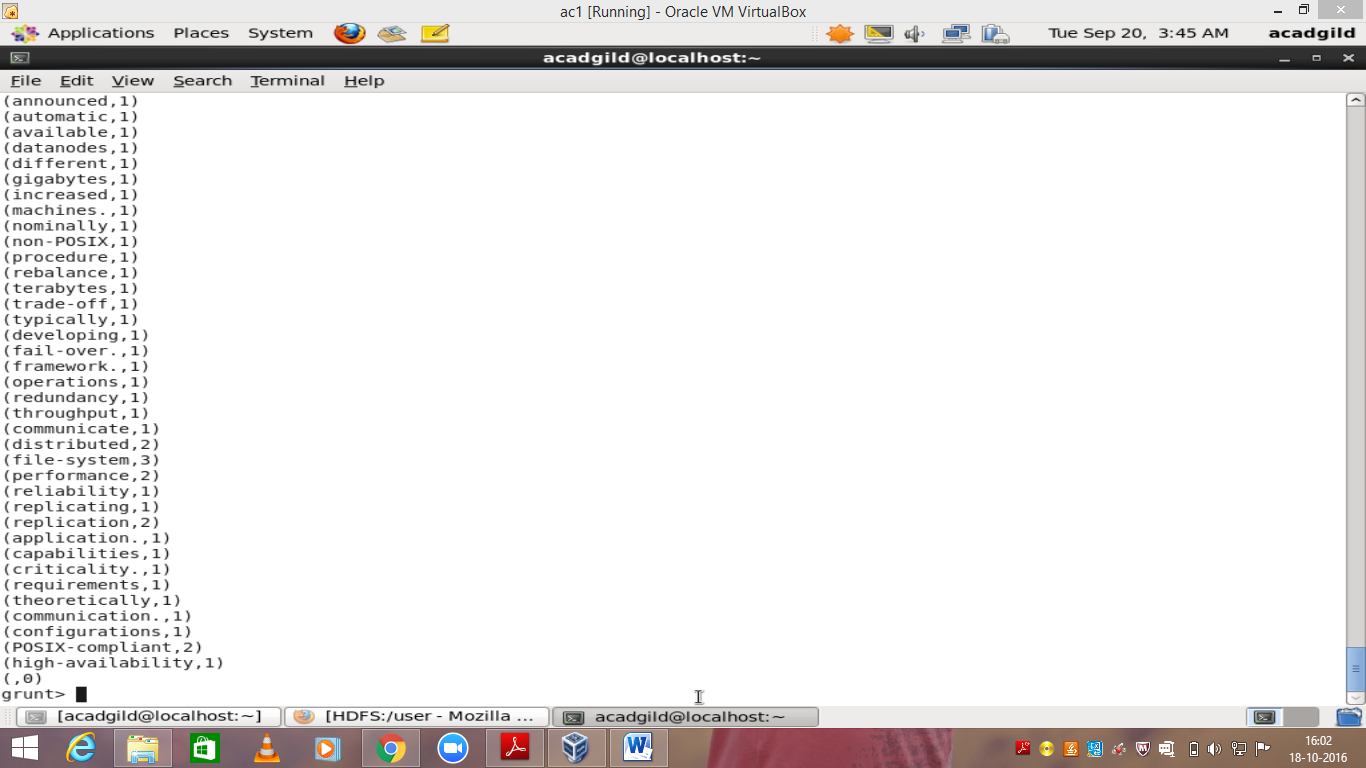 ac1 [Running] - Oracle VM VirtualBox
Applications Places System Tue Sep 20, 3:45 AM acadgild
acadgild@localhost:~
File Edit View Search Terminal Help
(announced,1)
(automatic,1)
(available,1)
(datanodes,1)
(different,1)
(gigabytes,1)
(increased,1)
(machines.,1)
(nominally,1)
(non-POSIX,1)
(procedure,1)
(rebalance,1)
(terabytes,1)
(trade-off,1)
(typically,1)
(developing,1)
(fail-over.,1)
(framework.,1)
(operations,1)
(redundancy,1)
(throughput,1)
(communicate,1)
(distributed,2)
(file-system,3)
(performance,2)
(reliability,1)
(replicating,1)
(replication,2)
(application.,1)
(capabilities,1)
(criticality.,1)
(requirements,1)
(theoretically,1)
(communication.,1)
(configurations,1)
(POSIX-compliant,2)
(high-availability,1)
(,0)
grunt>
[acadgild@localhost:~] [HDFS:/user - Mozilla ... acadgild@localhost:~
16:02
18-10-2016